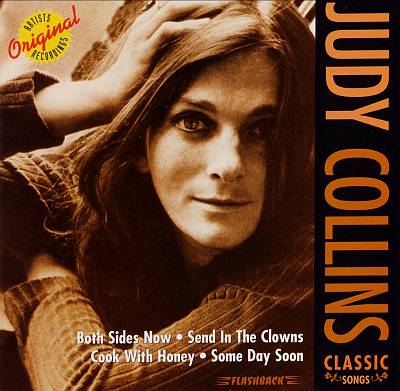 ARTISTS
Original
RECORDINGS
JUDY COLLINS
CLASSIC
SONGS
Both Sides Now • Send In The Clowns
Cook With Honey • Some Day Soon
FLASHBACK